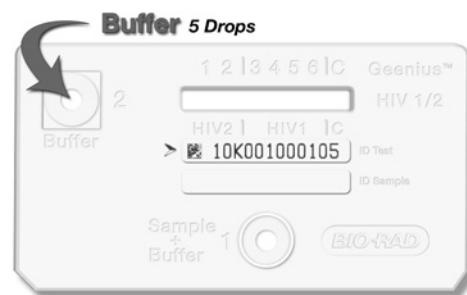 Buffer 5 Drops
1 2 3 4 5 6 C Geenius™
2 HIV 1/2
Buffer
HIV2 HIV1 C
> 10K001000105 ID Test
ID Sample
Sample
+
Buffer 1
BIO-RAD